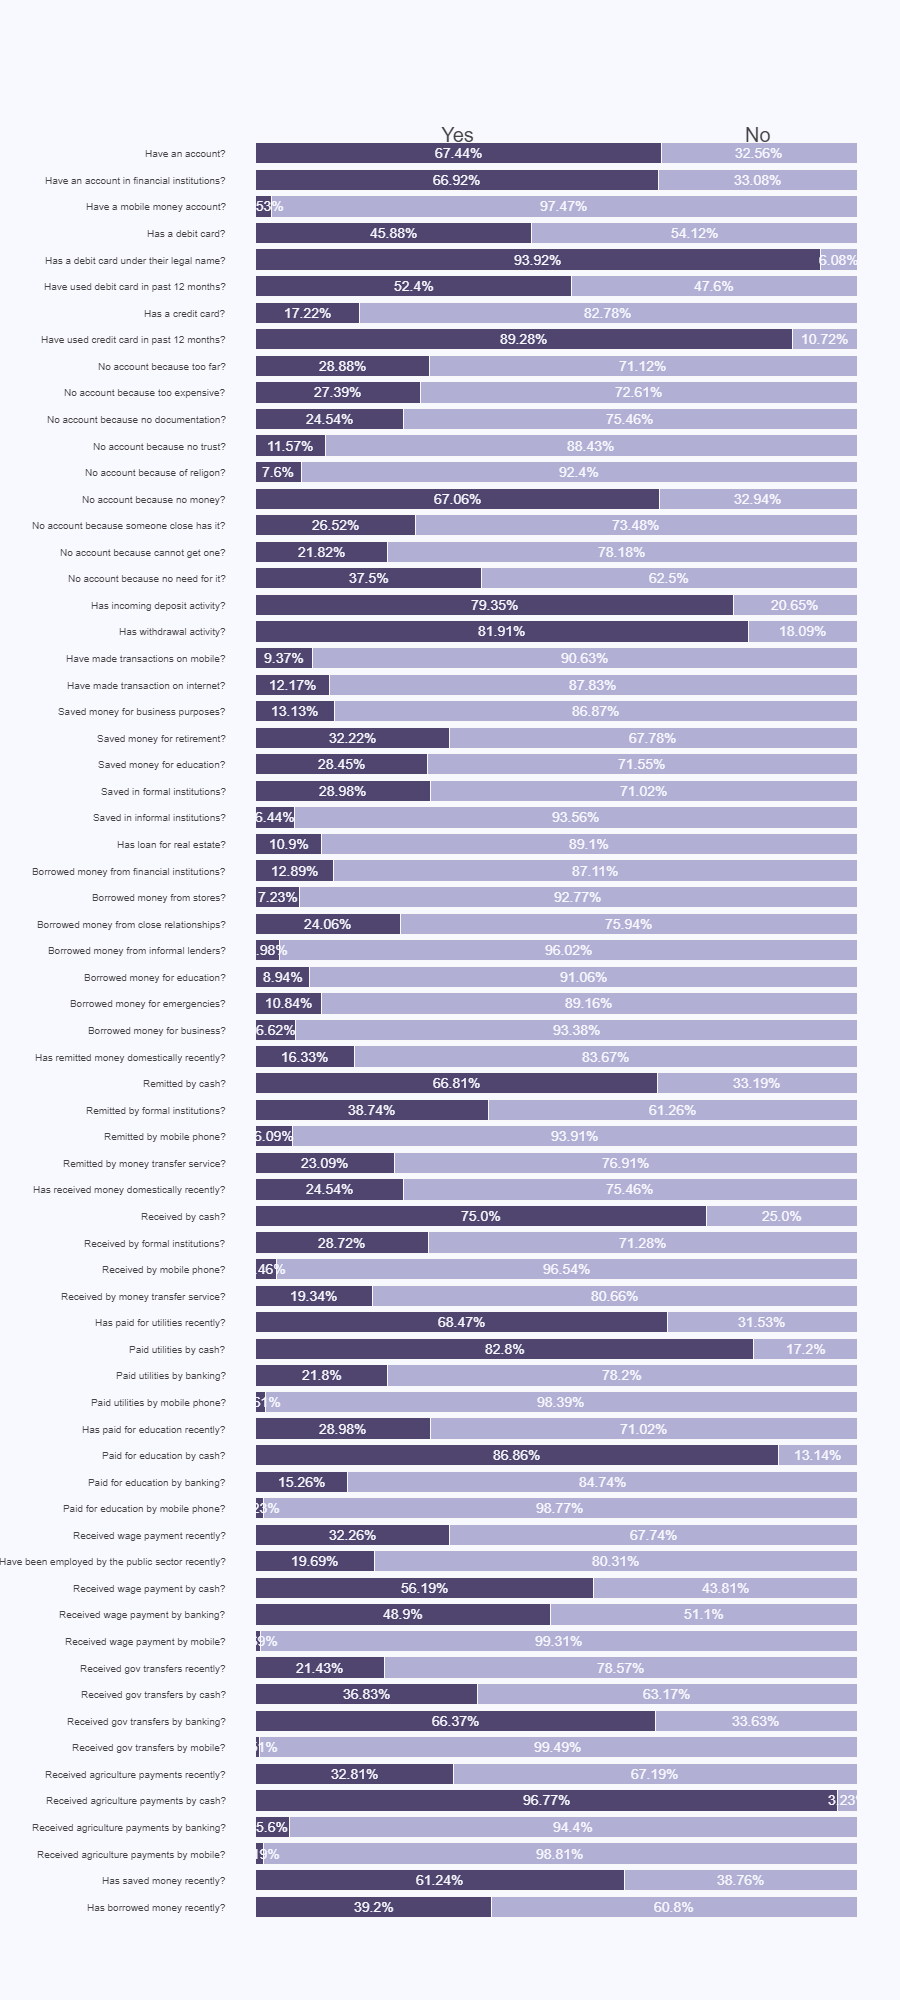 Yes No
Have an account? 67.44% 32.56%
Have an account in financial institutions? 66.92% 33.08%
Have a mobile money account? 53% 97.47%
Has a debit card? 45.88% 54.12%
Has a debit card under their legal name? 93.92% 6.08%
Have used debit card in past 12 months? 52.4% 47.6%
Has a credit card? 17.22% 82.78%
Have used credit card in past 12 months? 89.28% 10.72%
No account because too far? 28.88% 71.12%
No account because too expensive? 27.39% 72.61%
No account because no documentation? 24.54% 75.46%
No account because no trust? 11.57% 88.43%
No account because of religon? 7.6% 92.4%
No account because no money? 67.06% 32.94%
No account because someone close has it? 26.52% 73.48%
No account because cannot get one? 21.82% 78.18%
No account because no need for it? 37.5% 62.5%
Has incoming deposit activity? 79.35% 20.65%
Has withdrawal activity? 81.91% 18.09%
Have made transactions on mobile? 9.37% 90.63%
Have made transaction on internet? 12.17% 87.83%
Saved money for business purposes? 13.13% 86.87%
Saved money for retirement? 32.22% 67.78%
Saved money for education? 28.45% 71.55%
Saved in formal institutions? 28.98% 71.02%
Saved in informal institutions? 6.44% 93.56%
Has loan for real estate? 10.9% 89.1%
Borrowed money from financial institutions? 12.89% 87.11%
Borrowed money from stores? 7.23% 92.77%
Borrowed money from close relationships? 24.06% 75.94%
Borrowed money from informal lenders? .98% 96.02%
Borrowed money for education? 8.94% 91.06%
Borrowed money for emergencies? 10.84% 89.16%
Borrowed money for business? 6.62% 93.38%
Has remitted money domestically recently? 16.33% 83.67%
Remitted by cash? 66.81% 33.19%
Remitted by formal institutions? 38.74% 61.26%
Remitted by mobile phone? 6.09% 93.91%
Remitted by money transfer service? 23.09% 76.91%
Has received money domestically recently? 24.54% 75.46%
Received by cash? 75.0% 25.0%
Received by formal institutions? 28.72% 71.28%
Received by mobile phone? .46% 96.54%
Received by money transfer service? 19.34% 80.66%
Has paid for utilities recently? 68.47% 31.53%
Paid utilities by cash? 82.8% 17.2%
Paid utilities by banking? 21.8% 78.2%
Paid utilities by mobile phone? 61% 98.39%
Has paid for education recently? 28.98% 71.02%
Paid for education by cash? 86.86% 13.14%
Paid for education by banking? 15.26% 84.74%
Paid for education by mobile phone? 23% 98.77%
Received wage payment recently? 32.26% 67.74%
Have been employed by the public sector recently? 19.69% 80.31%
Received wage payment by cash? 56.19% 43.81%
Received wage payment by banking? 48.9% 51.1%
Received wage payment by mobile? 9% 99.31%
Received gov transfers recently? 21.43% 78.57%
Received gov transfers by cash? 36.83% 63.17%
Received gov transfers by banking? 66.37% 33.63%
Received gov transfers by mobile? 1% 99.49%
Received agriculture payments recently? 32.81% 67.19%
Received agriculture payments by cash? 96.77% 3.23%
Received agriculture payments by banking? 5.6% 94.4%
Received agriculture payments by mobile? 19% 98.81%
Has saved money recently? 61.24% 38.76%
Has borrowed money recently? 39.2% 60.8%